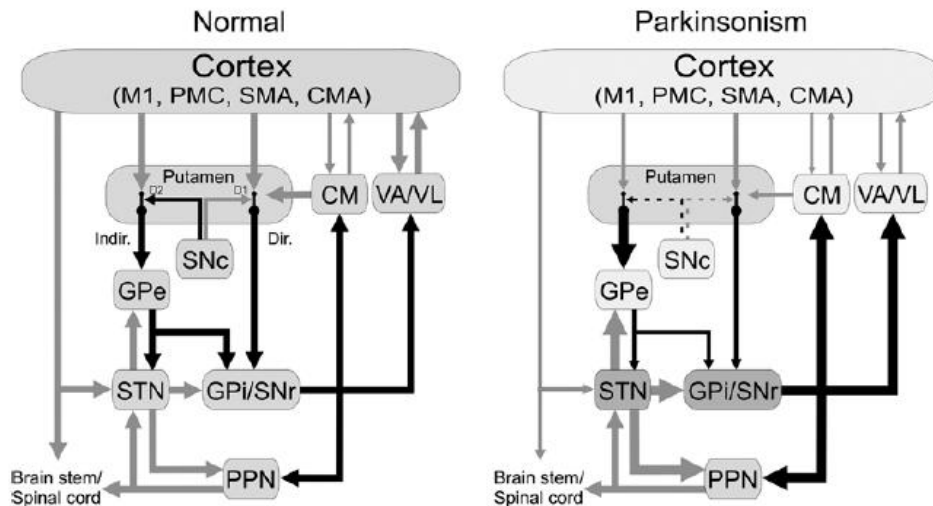 Normal
Cortex
(M1, PMC, SMA, CMA)
Putamen
D2
D1
CM
VA/VL
Indir.
Dir.
SNc
GPe
STN
GPi/SNr
PPN
Brain stem/
Spinal cord
Parkinsonism
Cortex
(M1, PMC, SMA, CMA)
Putamen
CM
VA/VL
SNc
GPe
STN
GPi/SNr
PPN
Brain stem/
Spinal cord